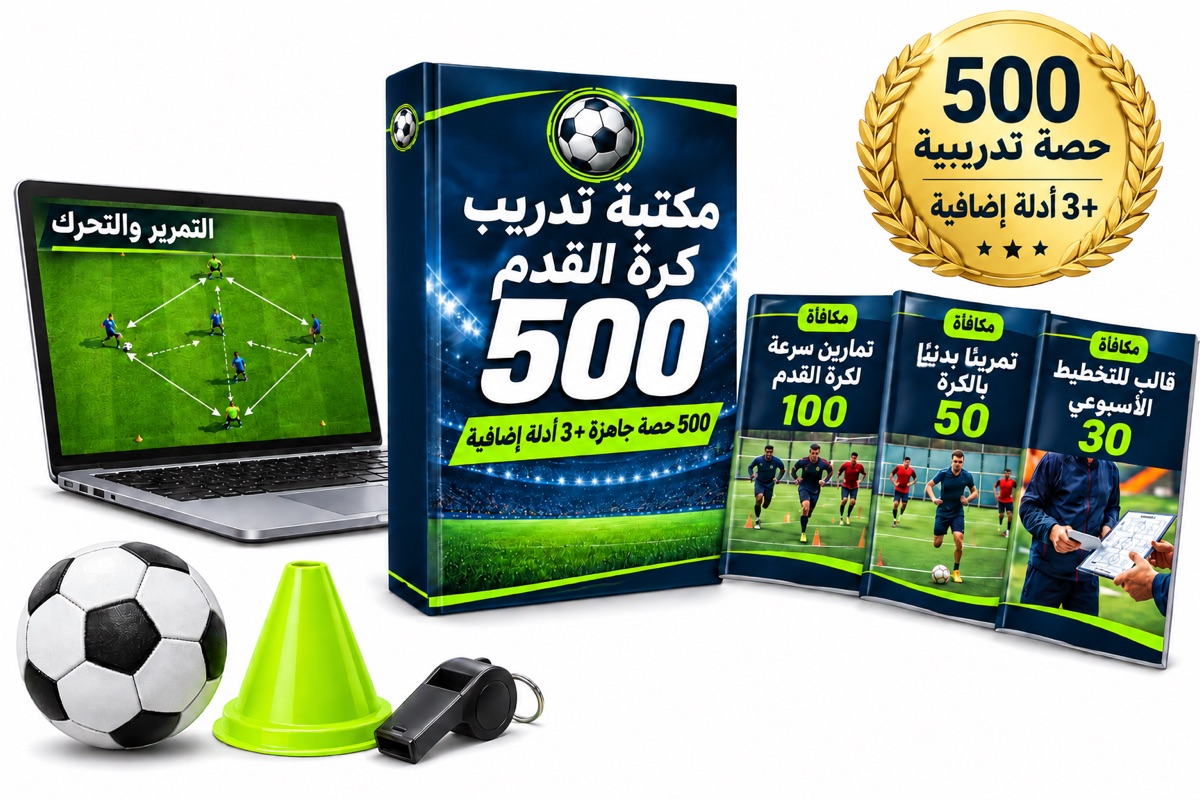 التمرير والتحرك
مكتبة تدريب
كرة القدم
500
500 حصة جاهزة + 3 أدلة إضافية
500
حصة تدريبية
+3 أدلة إضافية
مكافأة
تمارين سرعة
لكرة القدم
100
مكافأة
تمرينًا بدنيًا
بالكرة
50
مكافأة
قالب للتخطيط
الأسبوعي
30